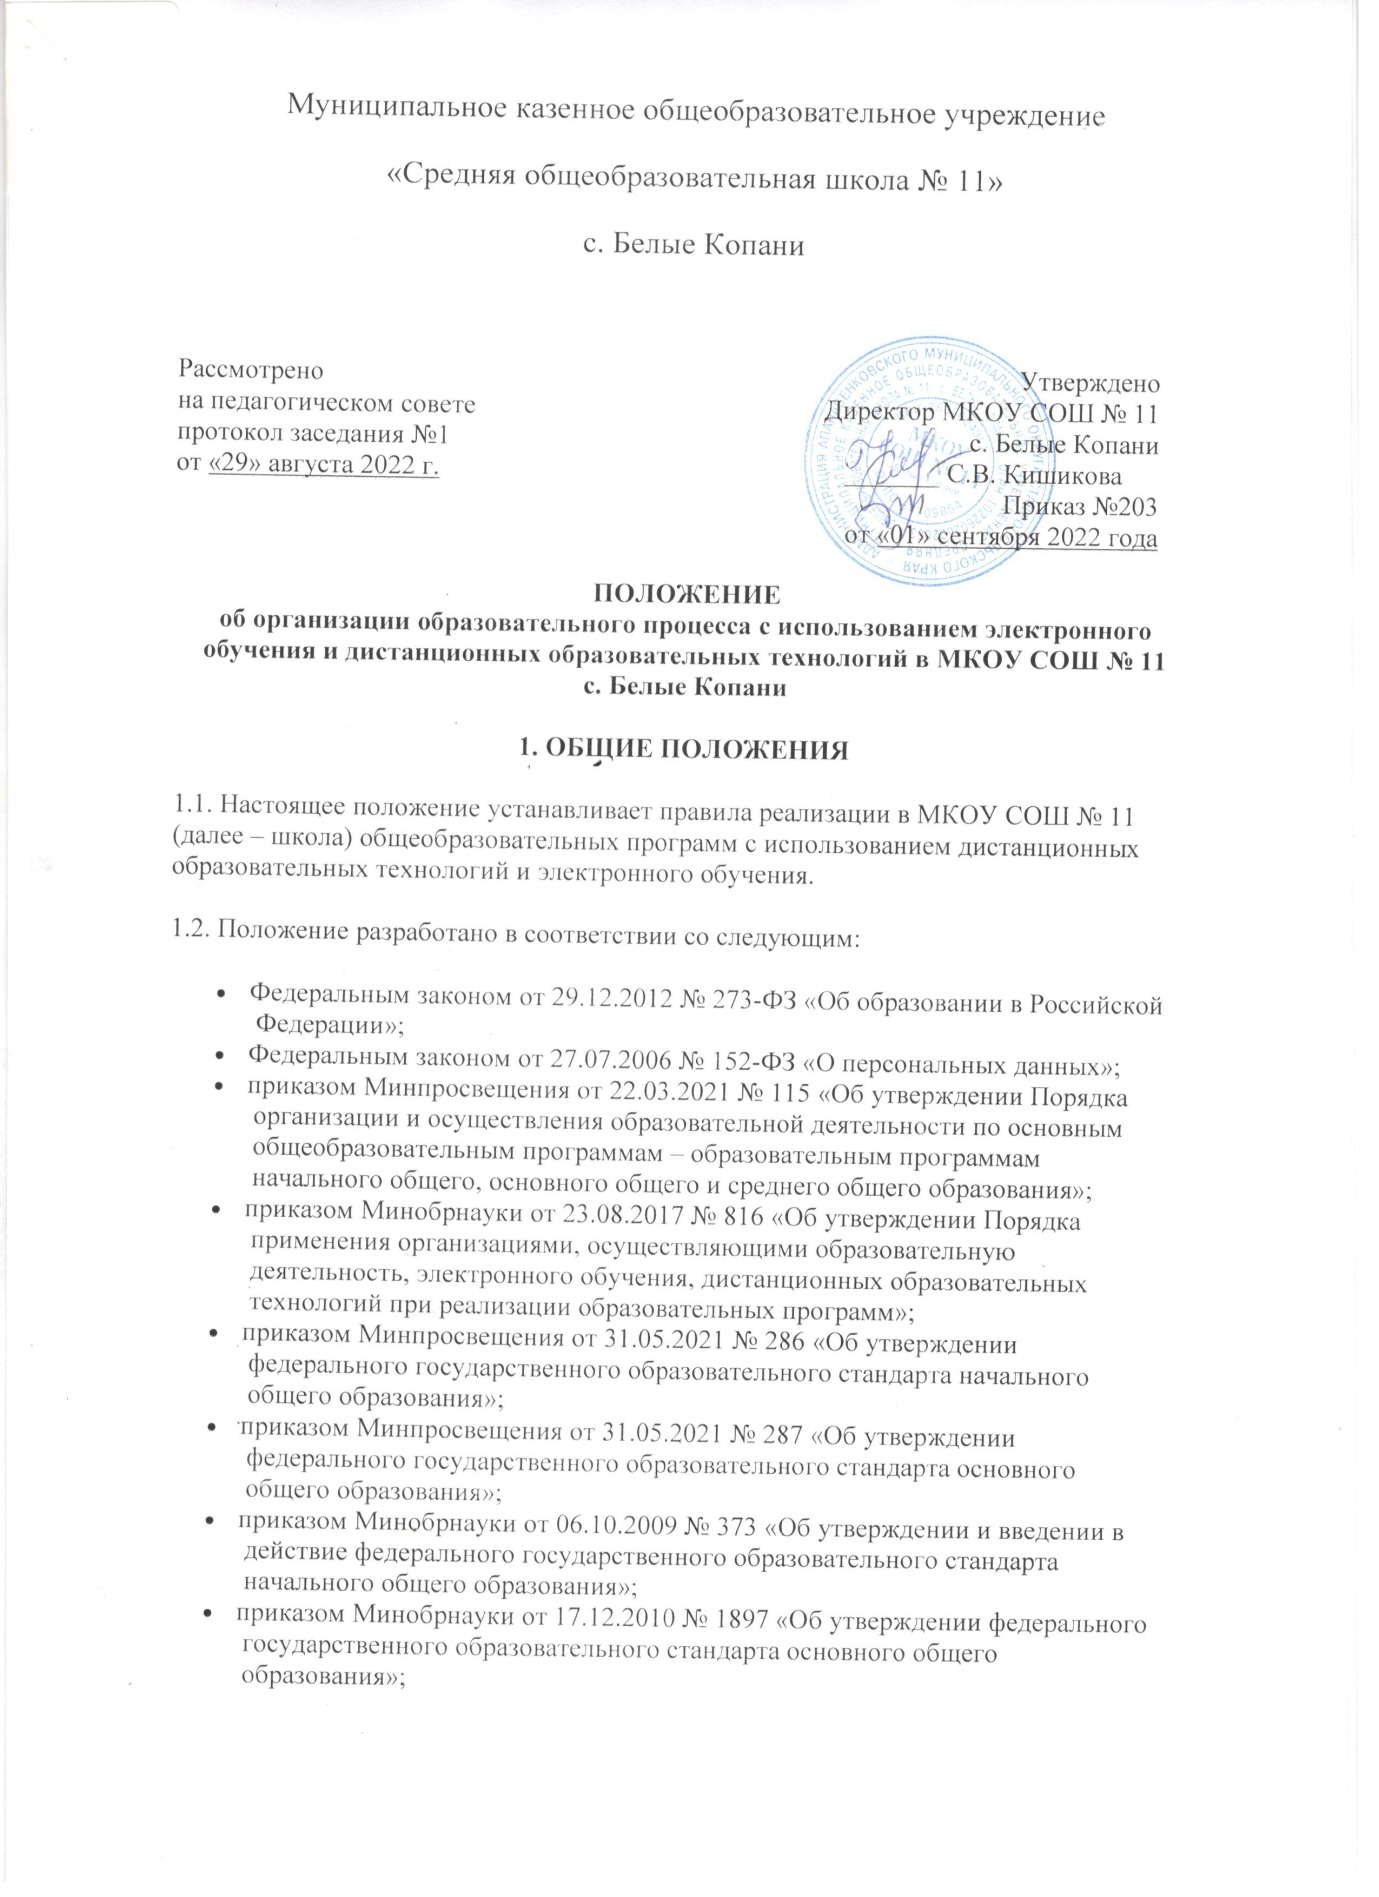 Муниципальное казенное общеобразовательное учреждение
«Средняя общеобразовательная школа № 11»
с. Белые Копани
Рассмотрено
на педагогическом совете
протокол заседания №1
от «29» августа 2022 г.
Утверждено
Директор МКОУ СОШ № 11
с. Белые Копани
С.В. Кишикова
Приказ №203
от «01» сентября 2022 года
ПОЛОЖЕНИЕ
об организации образовательного процесса с использованием электронного
обучения и дистанционных образовательных технологий в МКОУ СОШ № 11
с. Белые Копани
1. ОБЩИЕ ПОЛОЖЕНИЯ
1.1. Настоящее положение устанавливает правила реализации в МКОУ СОШ № 11
(далее – школа) общеобразовательных программ с использованием дистанционных
образовательных технологий и электронного обучения.
1.2. Положение разработано в соответствии со следующим:
• Федеральным законом от 29.12.2012 № 273-ФЗ «Об образовании в Российской
Федерации»;
• Федеральным законом от 27.07.2006 № 152-ФЗ «О персональных данных»;
• приказом Минпросвещения от 22.03.2021 № 115 «Об утверждении Порядка
организации и осуществления образовательной деятельности по основным
общеобразовательным программам – образовательным программам
начального общего, основного общего и среднего общего образования»;
• приказом Минобрнауки от 23.08.2017 № 816 «Об утверждении Порядка
применения организациями, осуществляющими образовательную
деятельность, электронного обучения, дистанционных образовательных
технологий при реализации образовательных программ»;
• приказом Минпросвещения от 31.05.2021 № 286 «Об утверждении
федерального государственного образовательного стандарта начального
общего образования»;
• приказом Минпросвещения от 31.05.2021 № 287 «Об утверждении
федерального государственного образовательного стандарта основного
общего образования»;
• приказом Минобрнауки от 06.10.2009 № 373 «Об утверждении и введении в
действие федерального государственного образовательного стандарта
начального общего образования»;
• приказом Минобрнауки от 17.12.2010 № 1897 «Об утверждении федерального
государственного образовательного стандарта основного общего
образования»;